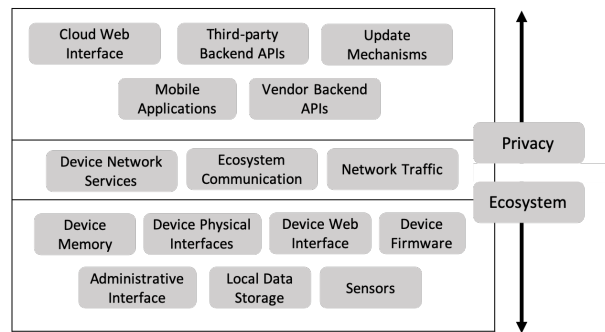 Cloud Web
Interface
Third-party
Backend APIs
Update
Mechanisms
Mobile
Applications
Vendor Backend
APIs
Privacy
Device Network
Services
Ecosystem
Communication
Network Traffic
Ecosystem
Device
Memory
Device Physical
Interfaces
Device Web
Interface
Device
Firmware
Administrative
Interface
Local Data
Storage
Sensors